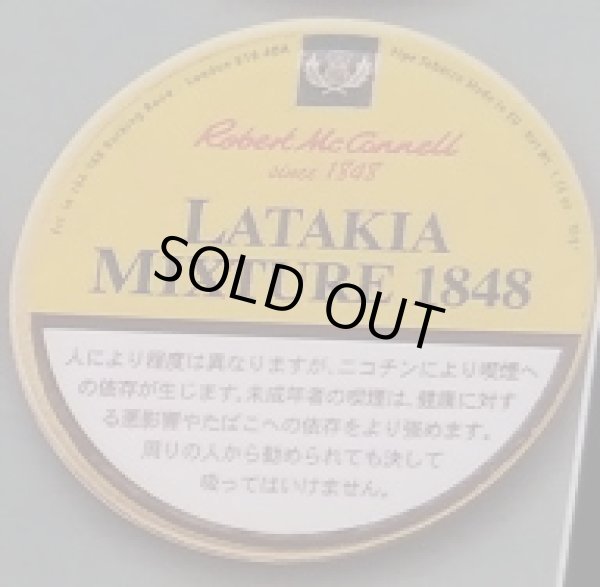 Robert McConnell
since 1848
LATAKIA
MIXTURE 1848
SOLD OUT
人により程度は異なりますが、ニコチンにより喫煙へ
の依存が生じます。未成年者の喫煙は、健康に対す
る悪影響やたばこへの依存をより強めます。
周りの人から勧められても決して
吸ってはいけません。